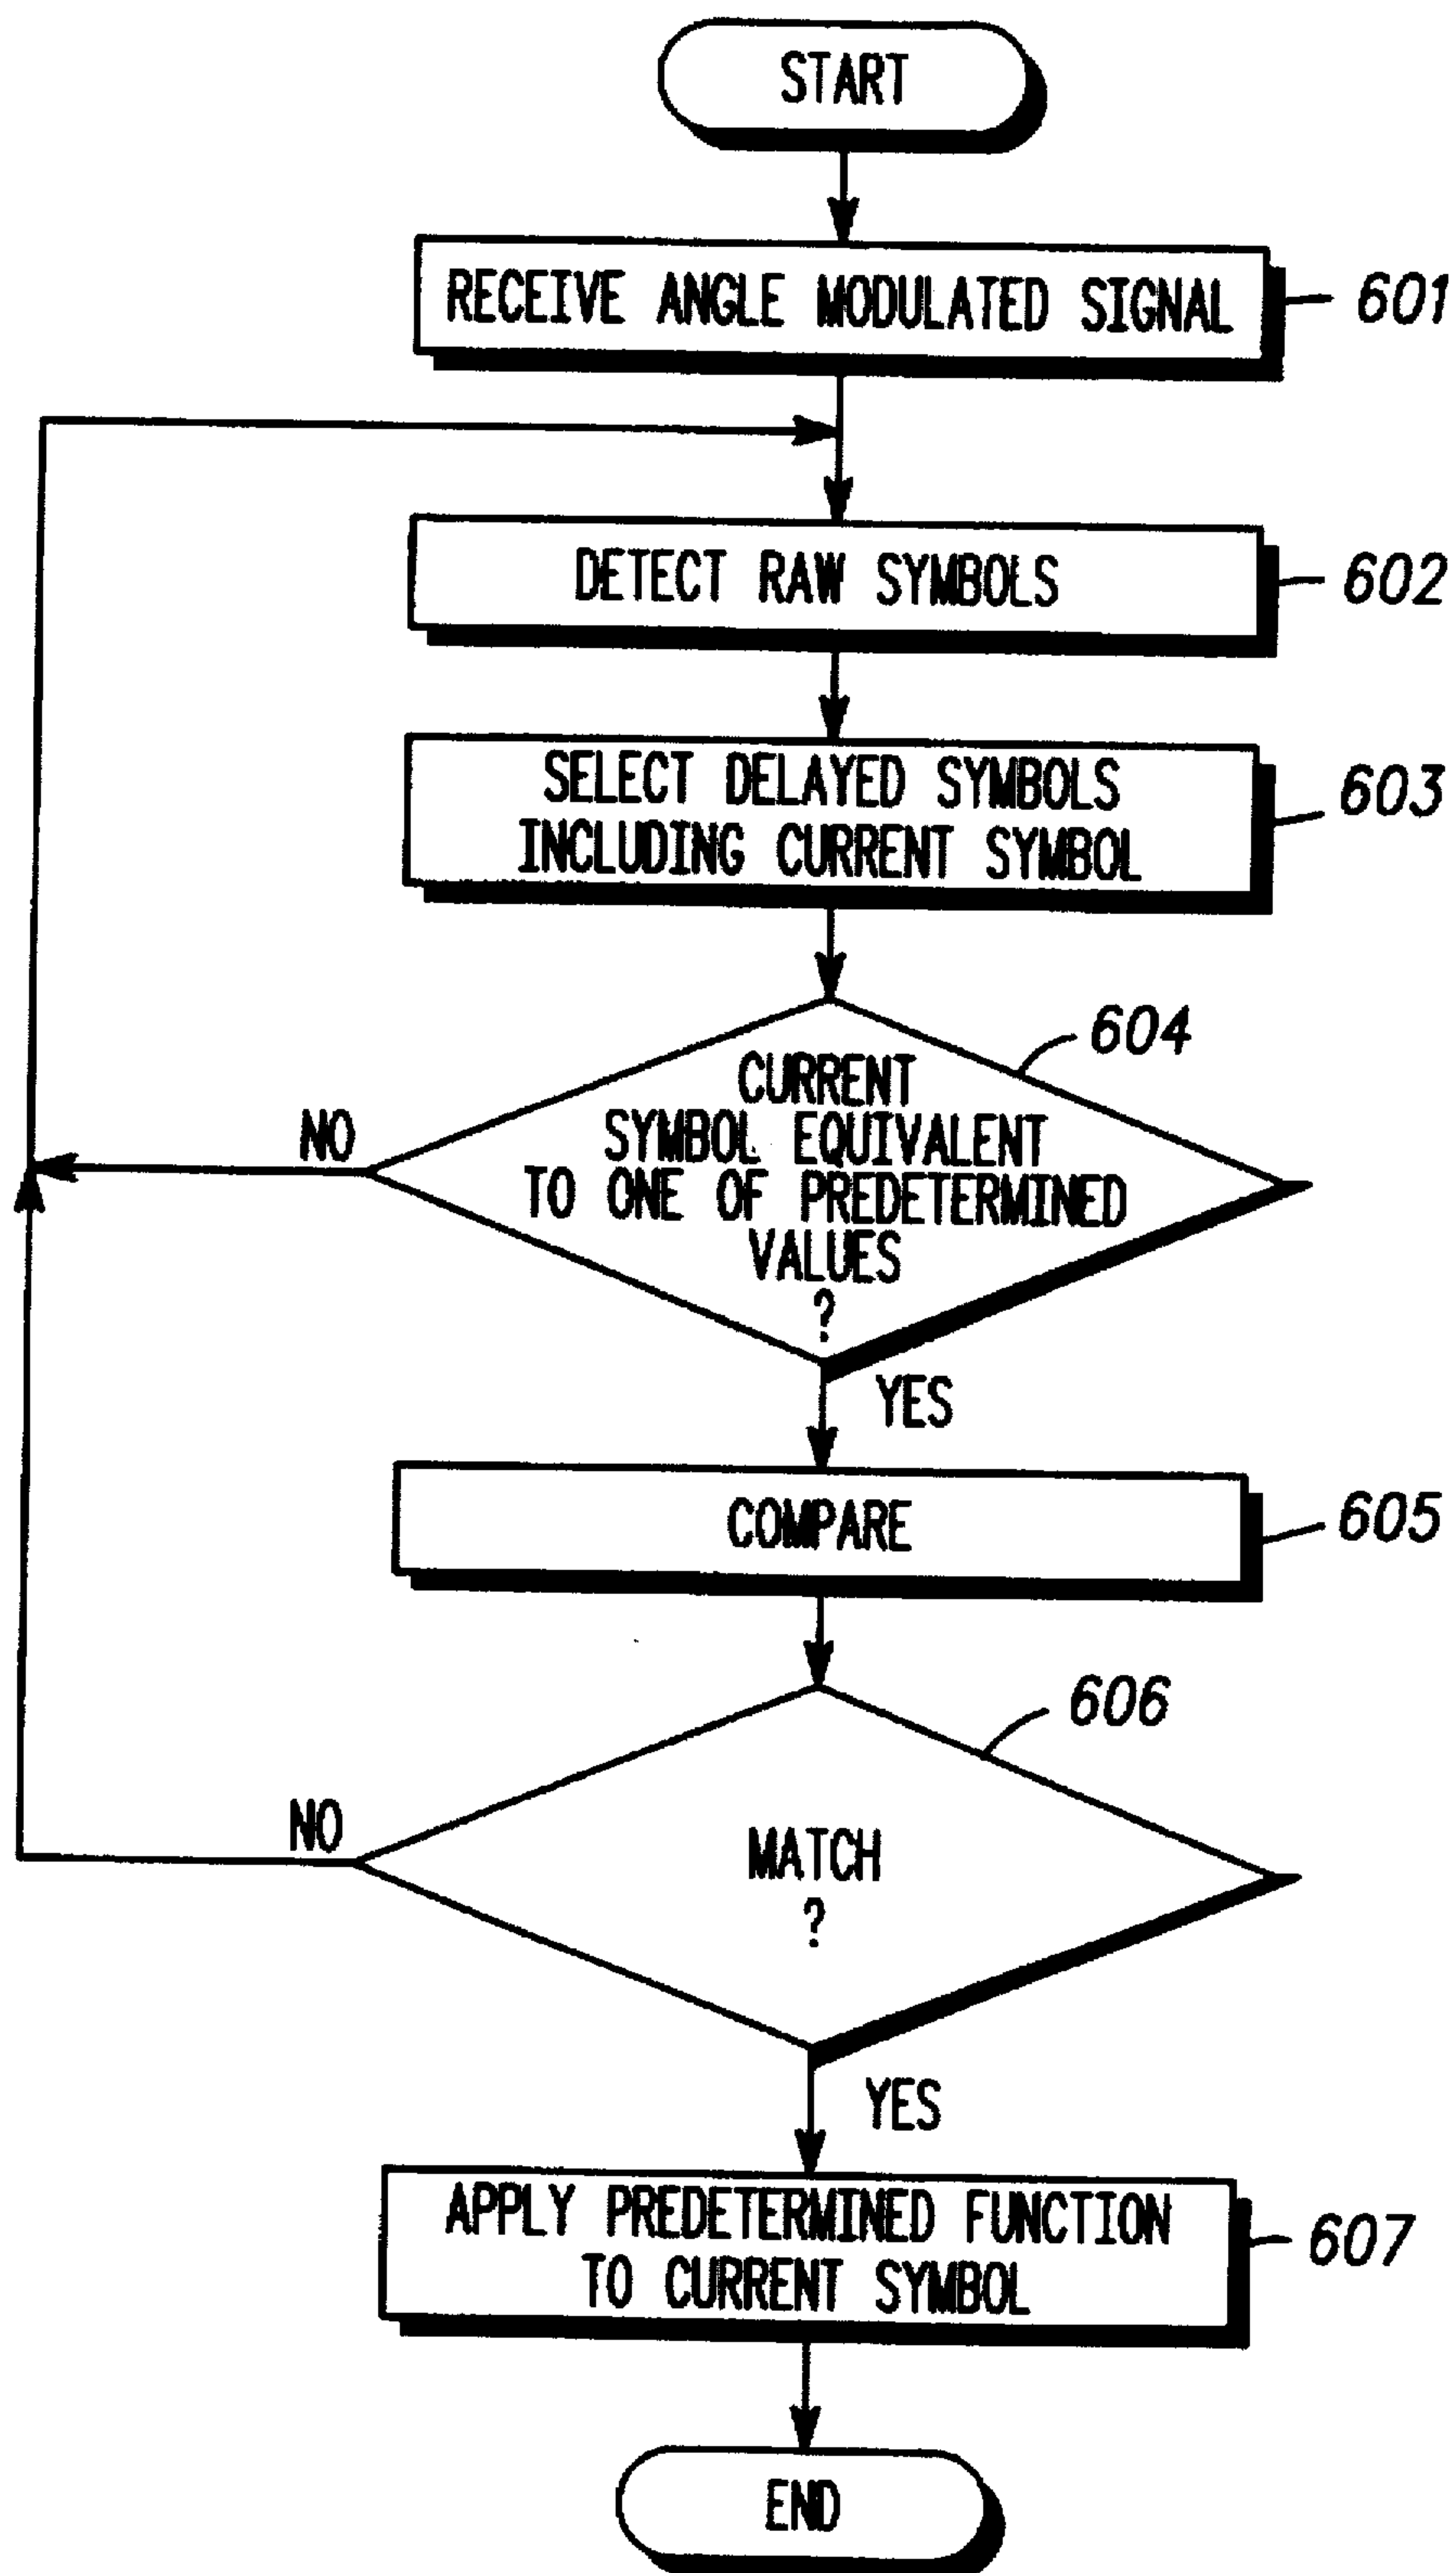 START
RECEIVE ANGLE MODULATED SIGNAL
601
DETECT RAW SYMBOLS
602
SELECT DELAYED SYMBOLS
INCLUDING CURRENT SYMBOL
603
604
CURRENT
SYMBOL EQUIVALENT
TO ONE OF PREDETERMINED
VALUES
?
NO
YES
COMPARE
605
606
MATCH
?
NO
YES
APPLY PREDETERMINED FUNCTION
TO CURRENT SYMBOL
607
END